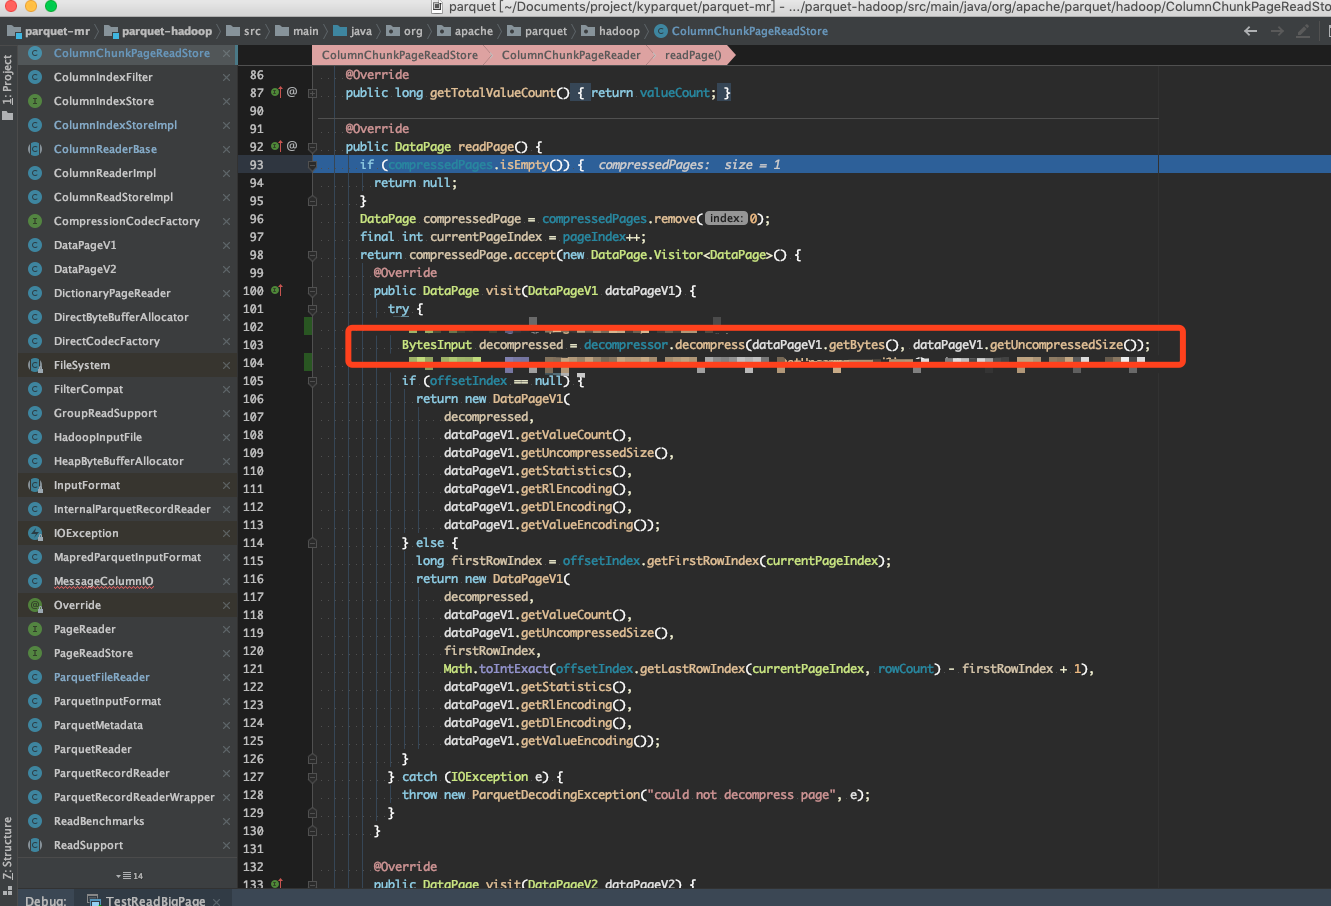 parquet [~/Documents/project/kyparquet/parquet-mr] - .../parquet-hadoop/src/main/java/org/apache/parquet/hadoop/ColumnChunkPageReadSto
parquet-mr parquet-hadoop src main java org apache parquet hadoop ColumnChunkPageReadStore
1: Project
ColumnChunkPageReadStore
ColumnIndexFilter
ColumnIndexStore
ColumnIndexStoreImpl
ColumnReaderBase
ColumnReaderImpl
ColumnReadStoreImpl
CompressionCodecFactory
DataPageV1
DataPageV2
DictionaryPageReader
DirectByteBufferAllocator
DirectCodecFactory
FileSystem
FilterCompat
GroupReadSupport
HadoopInputFile
HeapByteBufferAllocator
InputFormat
InternalParquetRecordReader
IOException
MapredParquetInputFormat
MessageColumnIO
Override
PageReader
PageReadStore
ParquetFileReader
ParquetInputFormat
ParquetMetadata
ParquetReader
ParquetRecordReader
ParquetRecordReaderWrapper
ReadBenchmarks
ReadSupport
14
Z: Structure
ColumnChunkPageReadStore ColumnChunkPageReader readPage()
86 @Override
87 @ public long getTotalValueCount() { return valueCount; }
90
91 @Override
92 @ public DataPage readPage() {
93 if (compressedPages.isEmpty()) { compressedPages: size = 1
94 return null;
95 }
96 DataPage compressedPage = compressedPages.remove( index: 0);
97 final int currentPageIndex = pageIndex++;
98 return compressedPage.accept(new DataPage.Visitor<DataPage>() {
99 @Override
100 public DataPage visit(DataPageV1 dataPageV1) {
101 try {
102
103 BytesInput decompressed = decompressor.decompress(dataPageV1.getBytes(), dataPageV1.getUncompressedSize());
104
105 if (offsetIndex == null) {
106 return new DataPageV1(
107 decompressed,
108 dataPageV1.getValueCount(),
109 dataPageV1.getUncompressedSize(),
110 dataPageV1.getStatistics(),
111 dataPageV1.getRlEncoding(),
112 dataPageV1.getDlEncoding(),
113 dataPageV1.getValueEncoding());
114 } else {
115 long firstRowIndex = offsetIndex.getFirstRowIndex(currentPageIndex);
116 return new DataPageV1(
117 decompressed,
118 dataPageV1.getValueCount(),
119 dataPageV1.getUncompressedSize(),
120 firstRowIndex,
121 Math.toIntExact(offsetIndex.getLastRowIndex(currentPageIndex, rowCount) - firstRowIndex + 1),
122 dataPageV1.getStatistics(),
123 dataPageV1.getRlEncoding(),
124 dataPageV1.getDlEncoding(),
125 dataPageV1.getValueEncoding());
126 }
127 } catch (IOException e) {
128 throw new ParquetDecodingException("could not decompress page", e);
129 }
130 }
131
132 @Override
133 public DataPage visit(DataPageV2 dataPageV2) {
Debug: TestReadBigPage